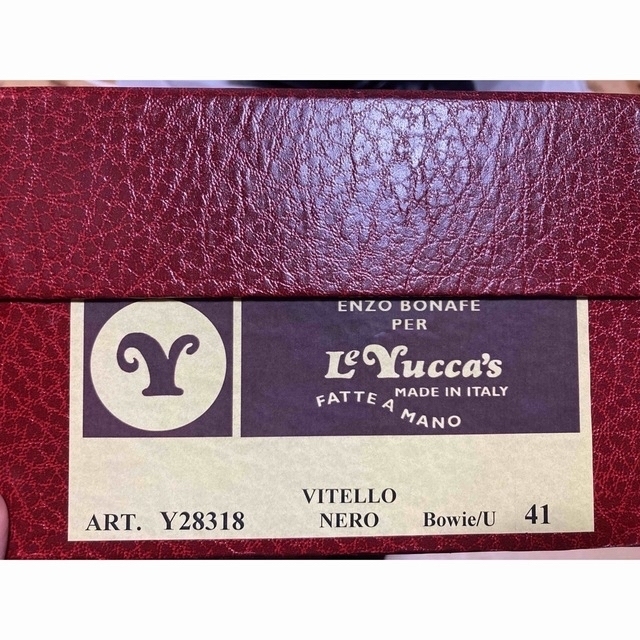 ENZO BONAFE
PER
Le Yucca's
MADE IN ITALY
FATTE A MANO
Y
VITELLO
ART. Y28318 NERO Bowie/U 41